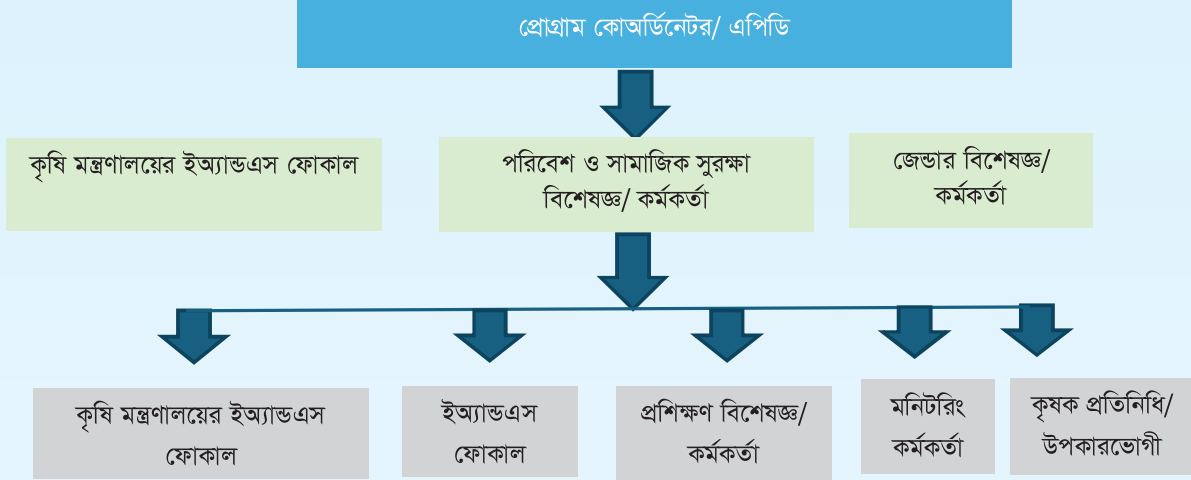 প্রোগ্রাম কোঅর্ডিনেটর/ এপিডি
কৃষি মন্ত্রণালয়ের ইঅ্যান্ডএস ফোকাল
পরিবেশ ও সামাজিক সুরক্ষা
বিশেষজ্ঞ/ কর্মকর্তা
জেন্ডার বিশেষজ্ঞ/
কর্মকর্তা
কৃষি মন্ত্রণালয়ের ইঅ্যান্ডএস
ফোকাল
ইঅ্যান্ডএস
ফোকাল
প্রশিক্ষণ বিশেষজ্ঞ/
কর্মকর্তা
মনিটরিং
কর্মকর্তা
কৃষক প্রতিনিধি/
উপকারভোগী